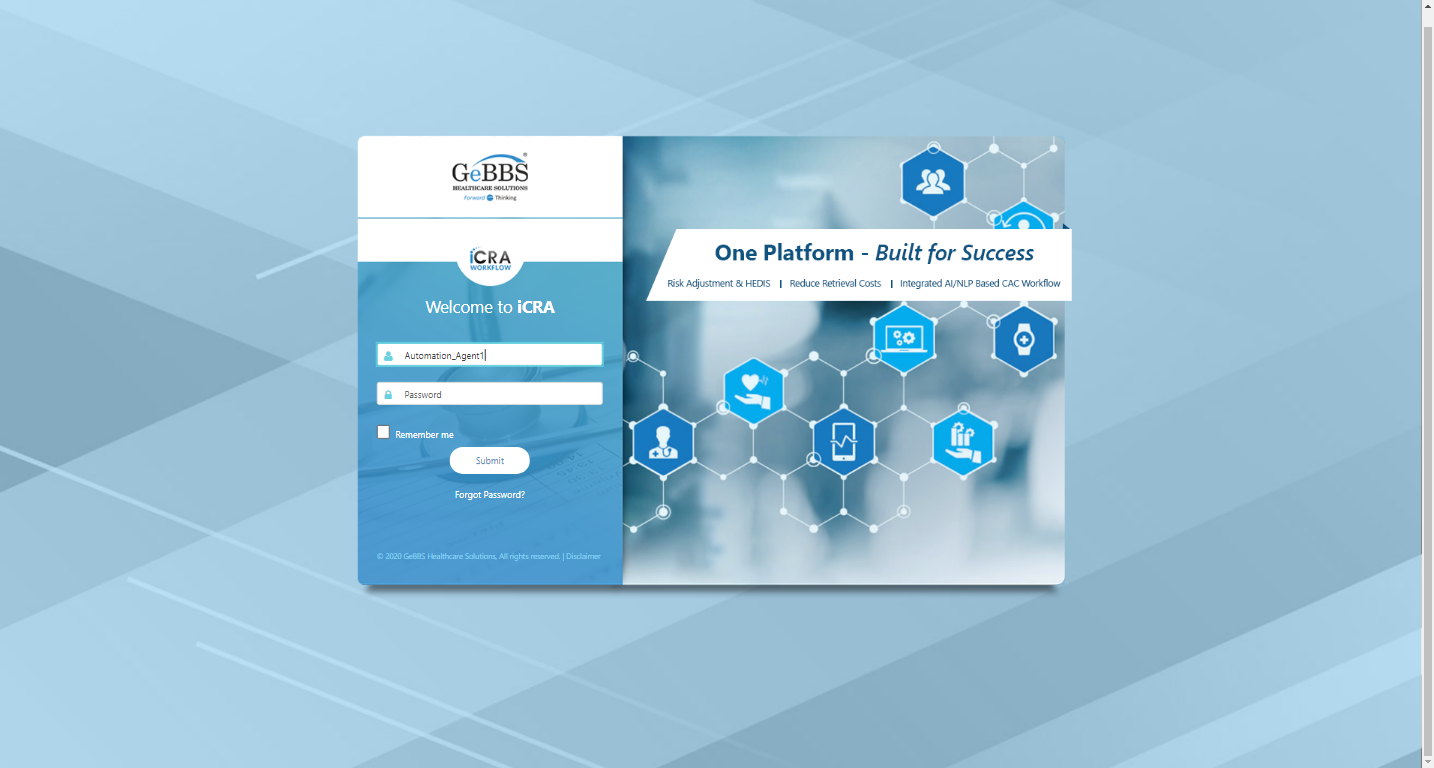 GeBBS®
HEALTHCARE SOLUTIONS
Forward Thinking
iCRA
WORKFLOW
Welcome to iCRA
Automation_Agent1
Password
Remember me
Submit
Forgot Password?
© 2020 GeBBS Healthcare Solutions, All rights reserved. | Disclaimer
One Platform - Built for Success
Risk Adjustment & HEDIS | Reduce Retrieval Costs | Integrated AI/NLP Based CAC Workflow